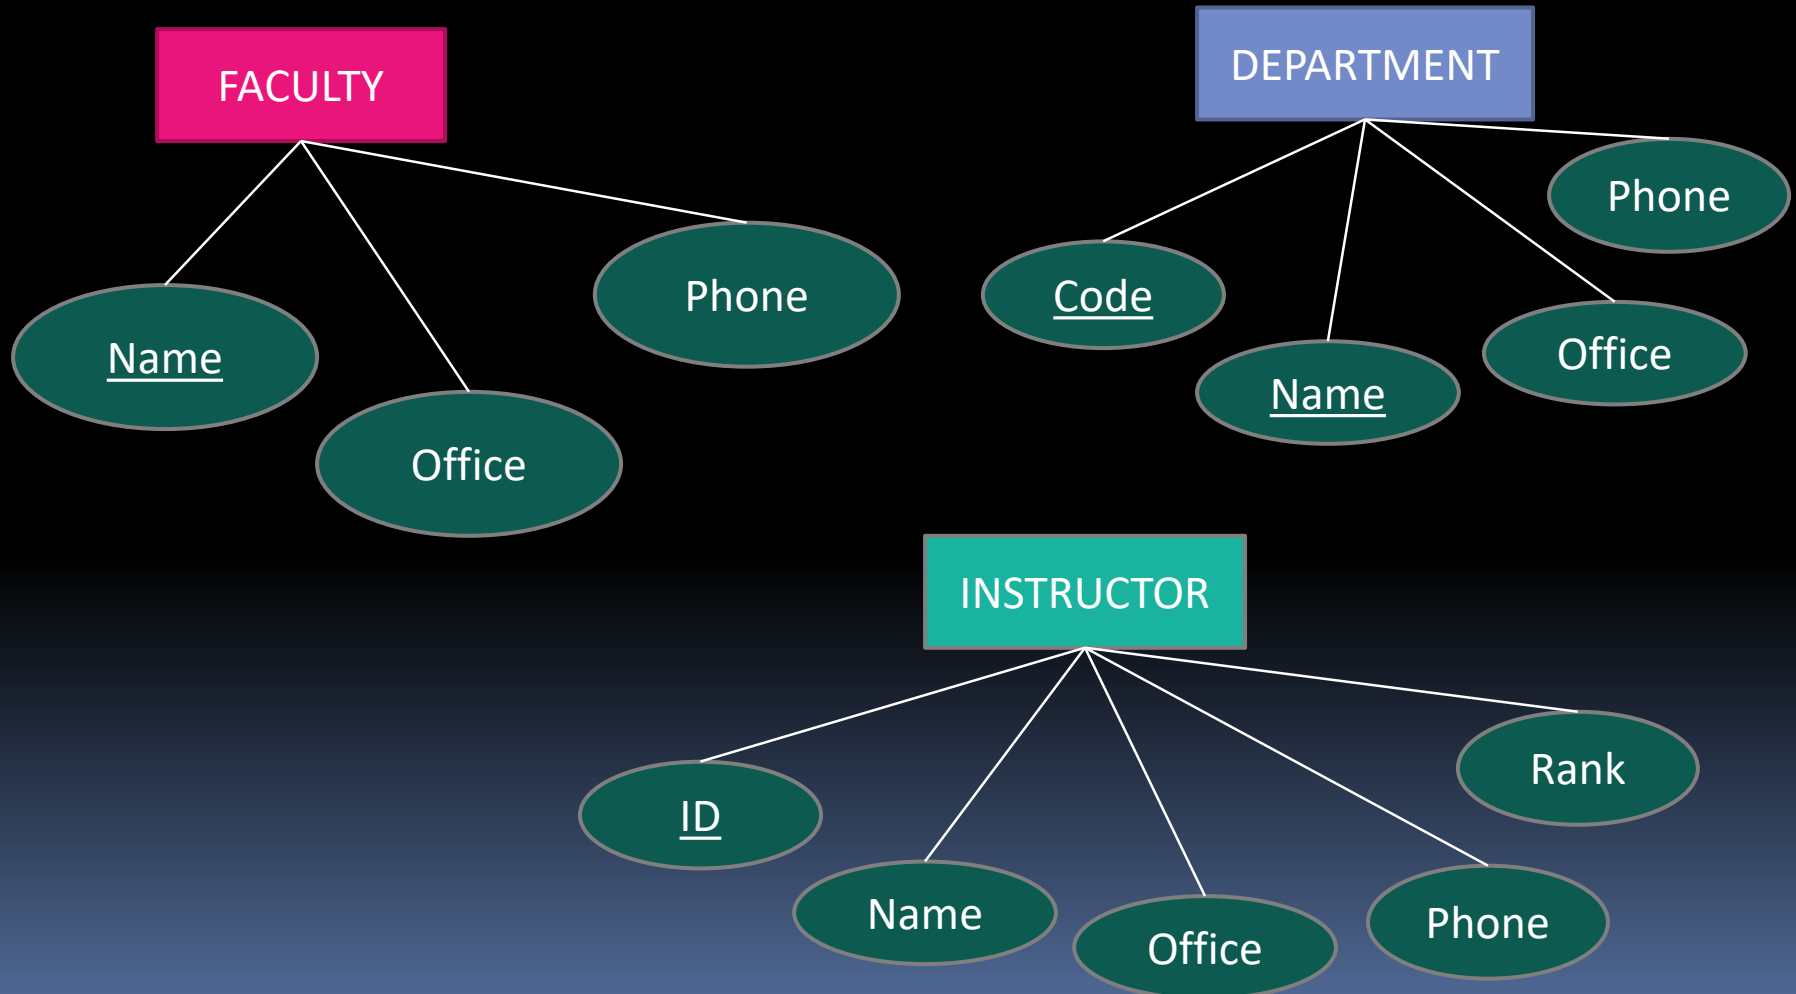 FACULTY
Name
Office
Phone
DEPARTMENT
Code
Name
Office
Phone
INSTRUCTOR
ID
Name
Office
Phone
Rank